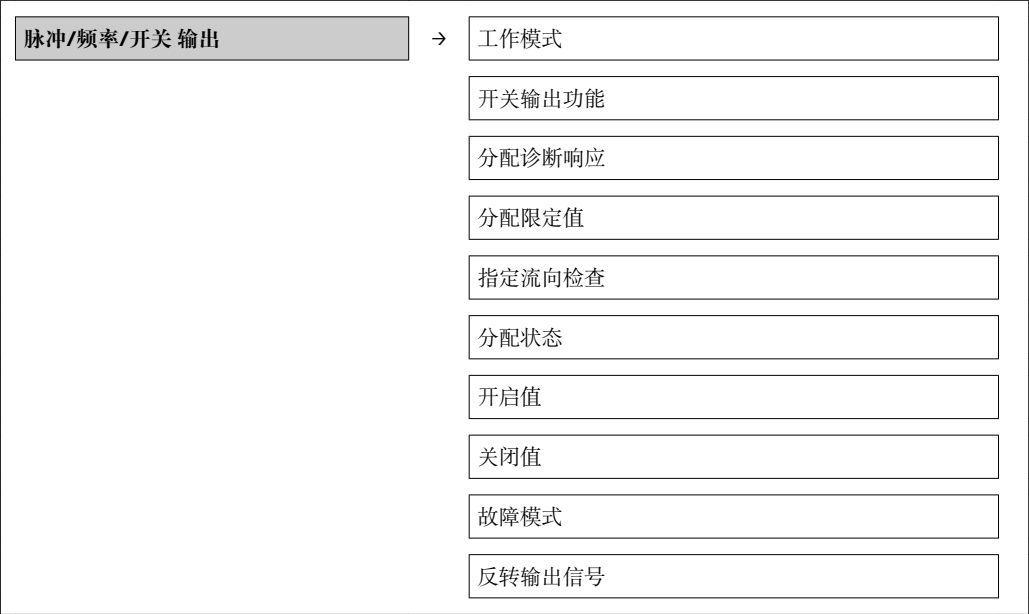 脉冲/频率/开关 输出 → 工作模式
开关输出功能
分配诊断响应
分配限定值
指定流向检查
分配状态
开启值
关闭值
故障模式
反转输出信号